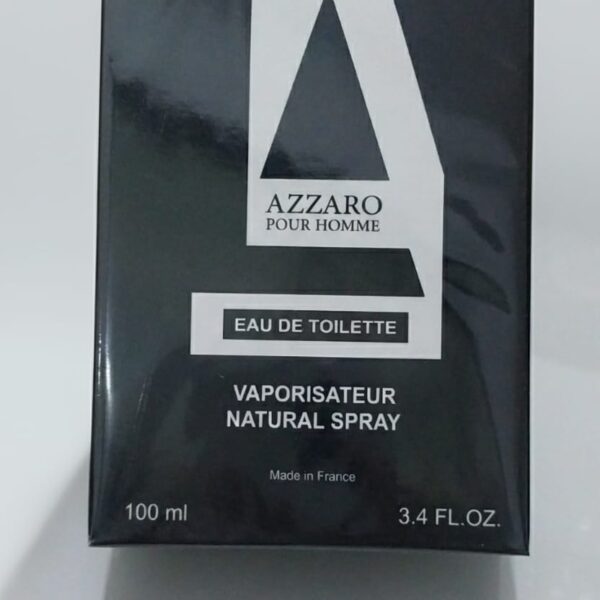 AZZARO
POUR HOMME
EAU DE TOILETTE
VAPORISATEUR
NATURAL SPRAY
Made in France
100 ml
3.4 FL.OZ.